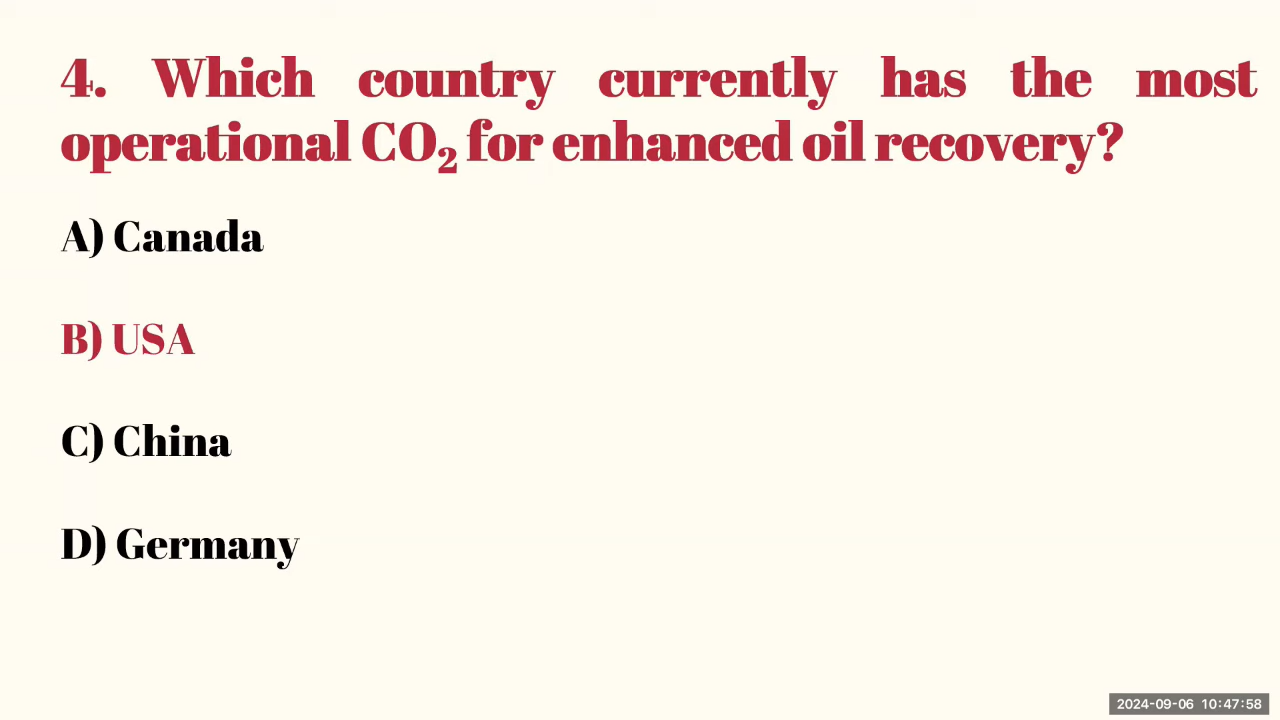 4. Which country currently has the most
operational CO₂ for enhanced oil recovery?
A) Canada
B) USA
C) China
D) Germany
2024-09-06 10:47:58